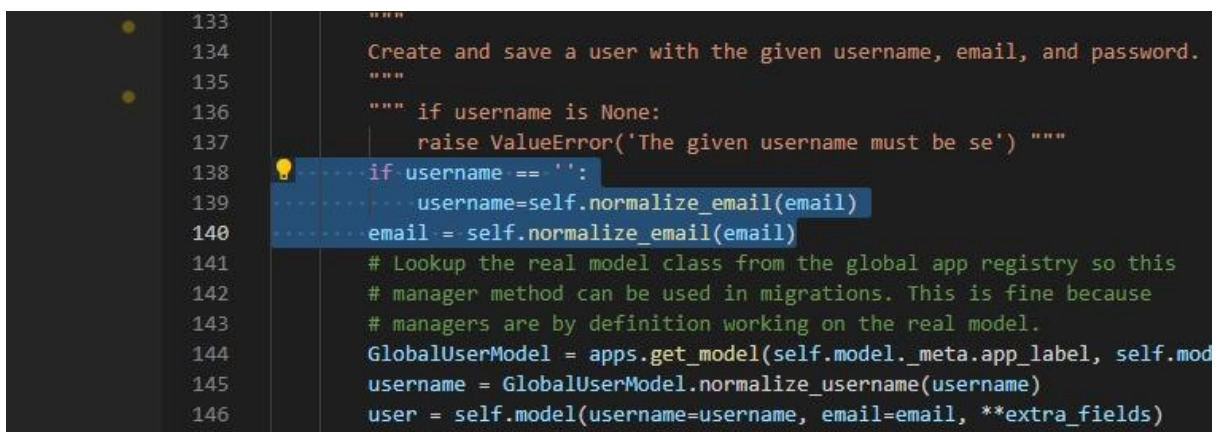 133 """
134 Create and save a user with the given username, email, and password.
135 """
136 """ if username is None:
137 raise ValueError('The given username must be se') """
138 if username == '':
139 username=self.normalize_email(email)
140 email = self.normalize_email(email)
141 # Lookup the real model class from the global app registry so this
142 # manager method can be used in migrations. This is fine because
143 # managers are by definition working on the real model.
144 GlobalUserModel = apps.get_model(self.model._meta.app_label, self.mod
145 username = GlobalUserModel.normalize_username(username)
146 user = self.model(username=username, email=email, **extra_fields)